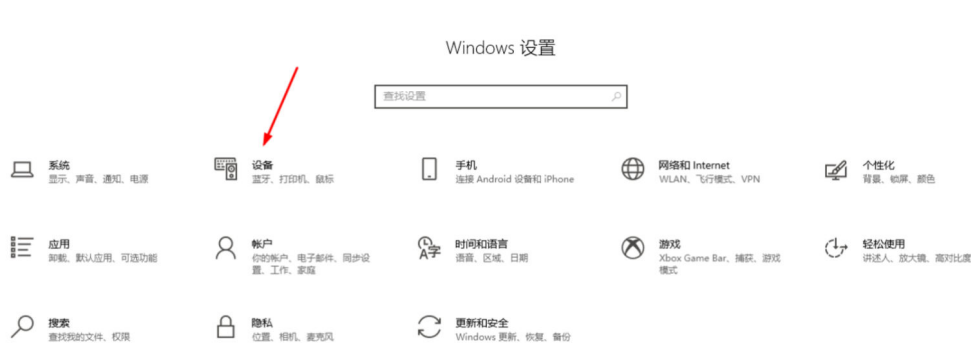 Windows 设置
查找设置
系统
显示、声音、通知、电源
设备
蓝牙、打印机、鼠标
手机
连接 Android 设备和 iPhone
网络和 Internet
WLAN、飞行模式、VPN
个性化
背景、锁屏、颜色
应用
卸载、默认应用、可选功能
帐户
你的帐户、电子邮件、同步设
置、工作、家庭
时间和语言
语音、区域、日期
游戏
Xbox Game Bar、捕获、游戏
模式
轻松使用
讲述人、放大镜、高对比度
搜索
查找我的文件、权限
隐私
位置、相机、麦克风
更新和安全
Windows 更新、恢复、备份